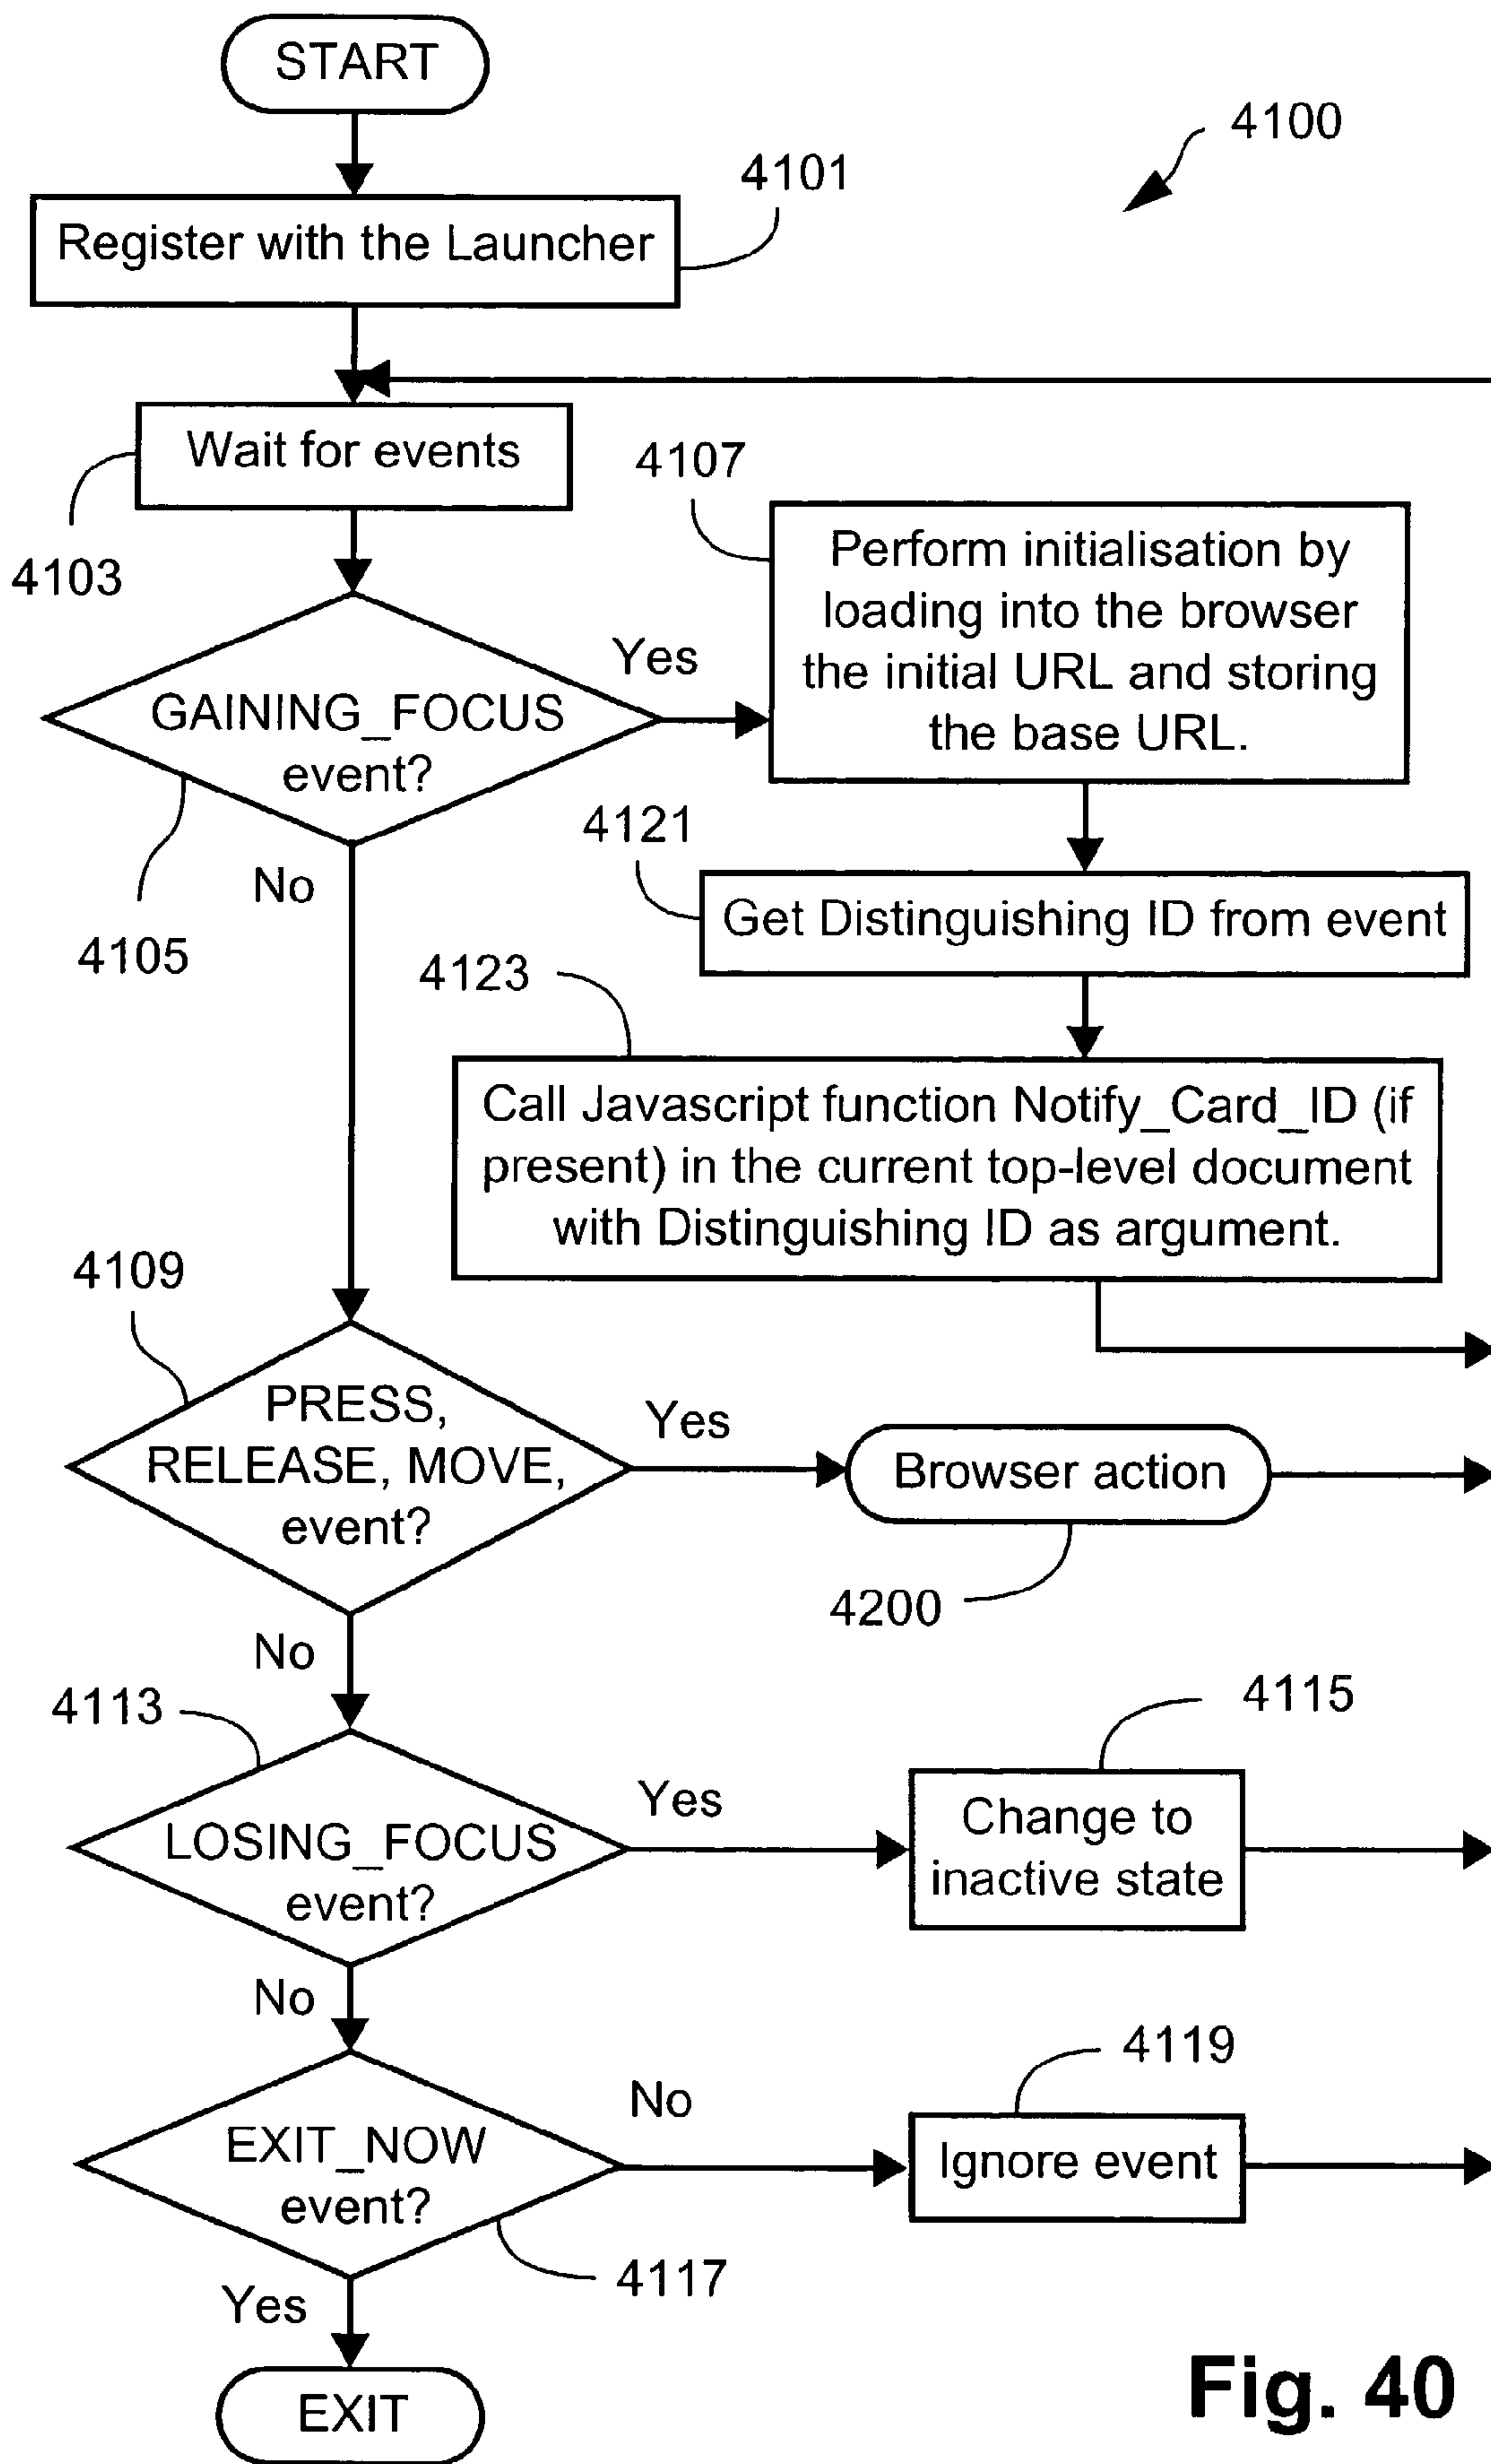 START
4100
4101
Register with the Launcher
Wait for events
4103
4107
Perform initialisation by
loading into the browser
the initial URL and storing
the base URL.
Yes
GAINING_FOCUS
event?
4105
No
4121
Get Distinguishing ID from event
4123
Call Javascript function Notify_Card_ID (if
present) in the current top-level document
with Distinguishing ID as argument.
4109
PRESS,
RELEASE, MOVE,
event?
Yes
Browser action
4200
No
4113
LOSING_FOCUS
event?
Yes
4115
Change to
inactive state
No
EXIT_NOW
event?
No
4119
Ignore event
4117
Yes
EXIT
Fig. 40